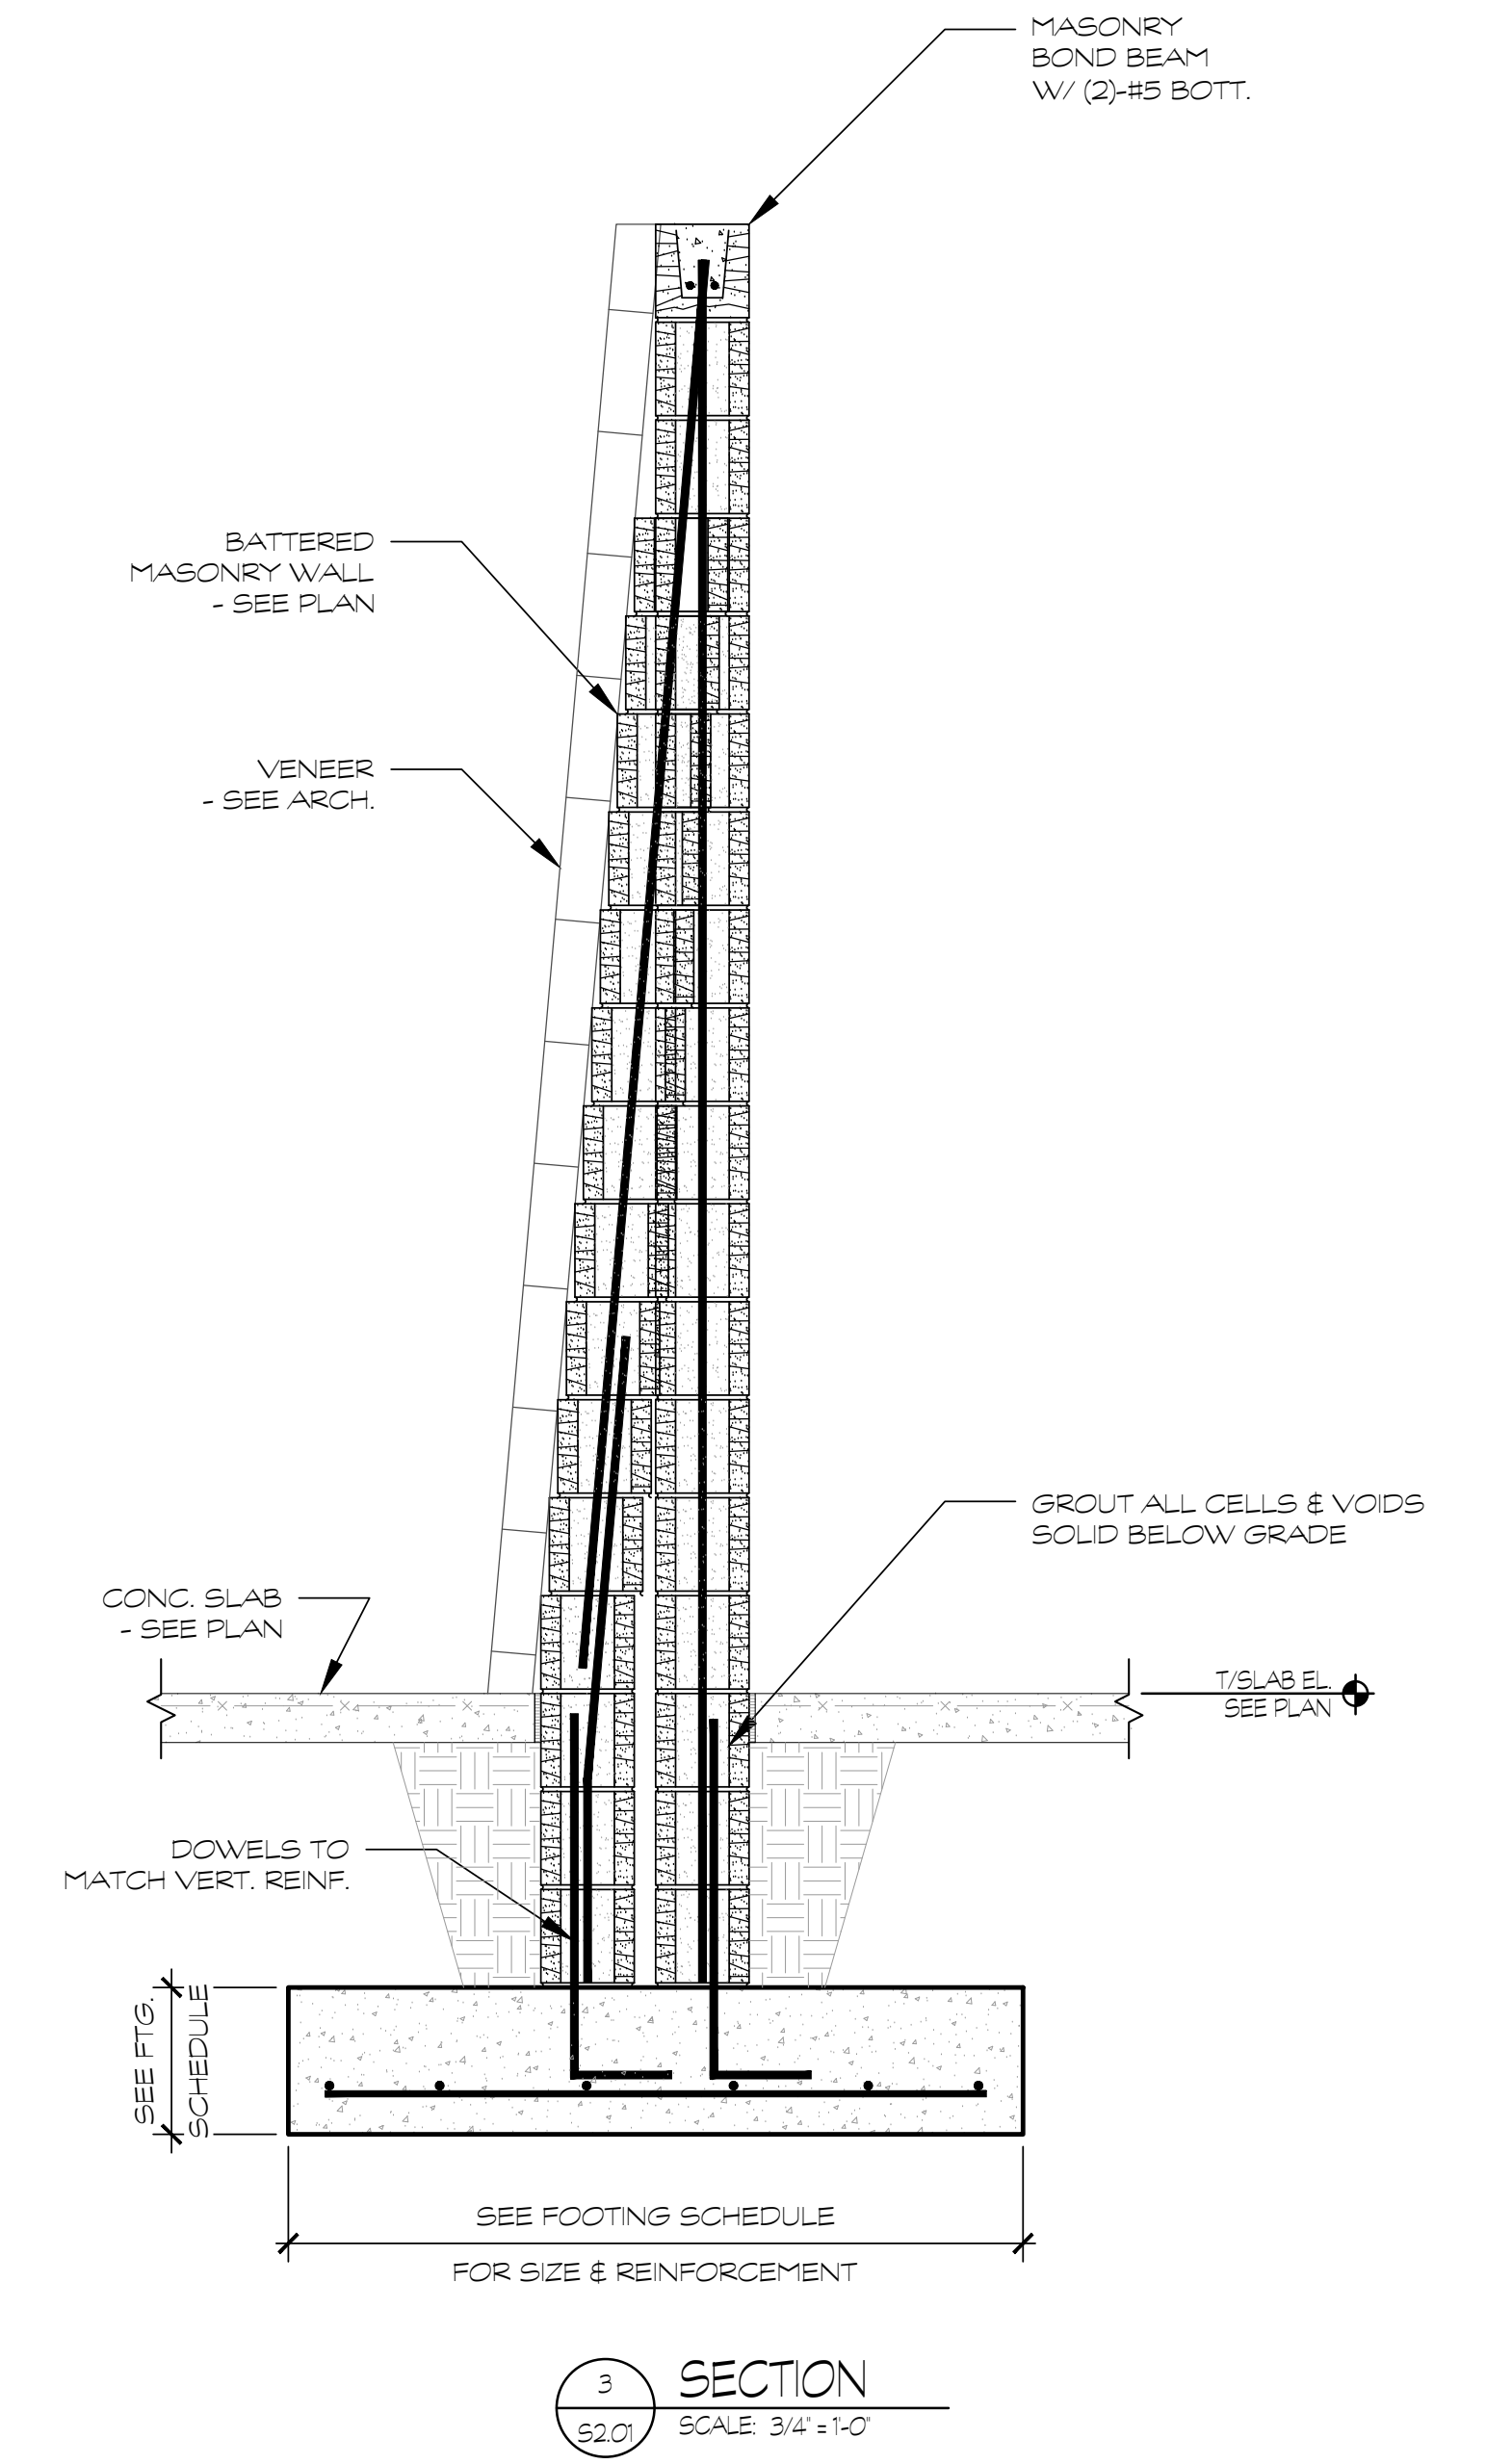 MASONRY
BOND BEAM
W/ (2)-#5 BOTT.
BATTERED
MASONRY WALL
- SEE PLAN
VENEER
- SEE ARCH.
GROUT ALL CELLS & VOIDS
SOLID BELOW GRADE
CONC. SLAB
- SEE PLAN
T/SLAB EL.
SEE PLAN
DOWELS TO
MATCH VERT. REINF.
SEE FTG.
SCHEDULE
SEE FOOTING SCHEDULE
FOR SIZE & REINFORCEMENT
3
S2.01
SECTION
SCALE: 3/4" = 1'-0"